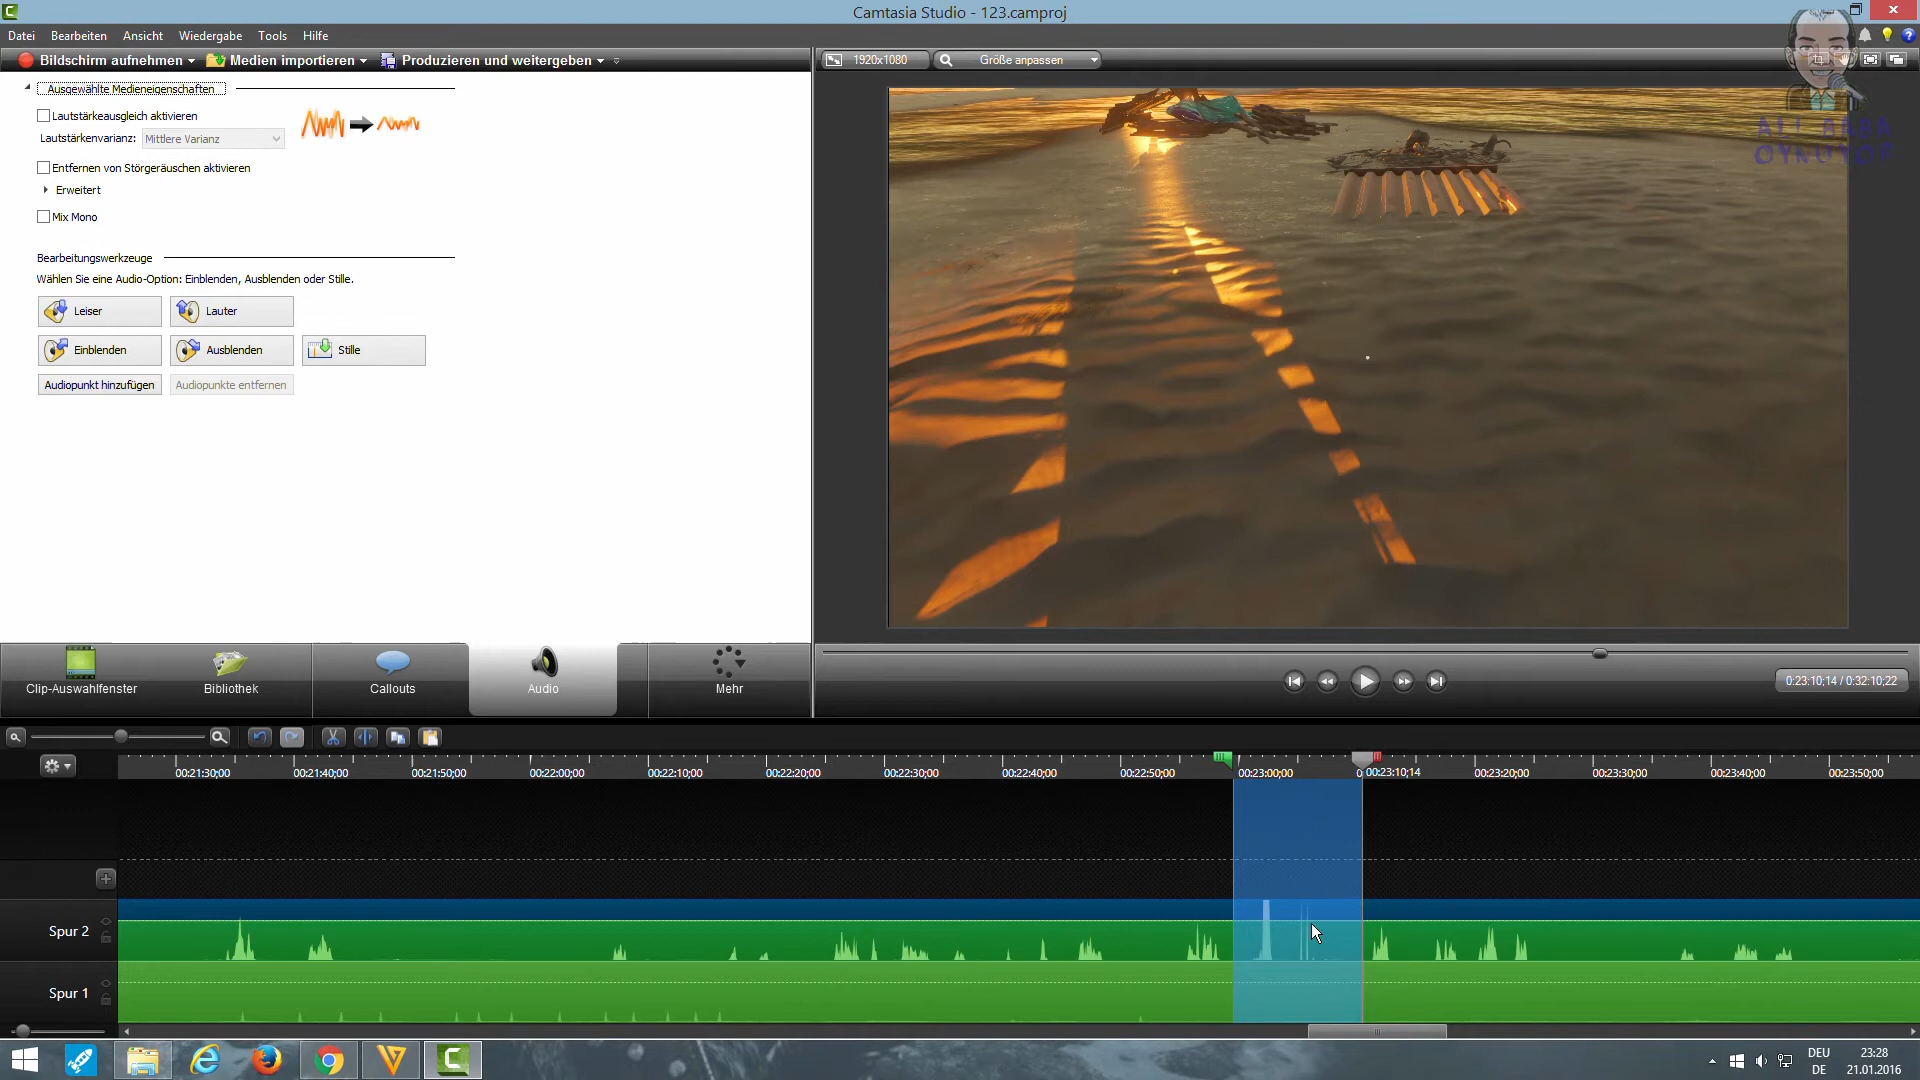 Camtasia Studio - 123.camproj
Datei Bearbeiten Ansicht Wiedergabe Tools Hilfe
Bildschirm aufnehmen Medien importieren Produzieren und weitergeben
1920x1080 Größe anpassen
Ausgewählte Medieneigenschaften
Lautstärkeausgleich aktivieren
Lautstärkenvarianz: Mittlere Varianz
Entfernen von Störgeräuschen aktivieren
Erweitert
Mix Mono
Bearbeitungswerkzeuge
Wählen Sie eine Audio-Option: Einblenden, Ausblenden oder Stille.
Leiser Lauter
Einblenden Ausblenden Stille
Audiopunkt hinzufügen Audiopunkte entfernen
ALI BABA
OYNUYOR
Clip-Auswahlfenster Bibliothek Callouts Audio Mehr
0:23:10;14 / 0:32:10;22
00:21:30;00 00:21:40;00 00:21:50;00 00:22:00;00 00:22:10;00 00:22:20;00 00:22:30;00 00:22:40;00 00:22:50;00 00:23:00;00 00:23:10;14 00:23:20;00 00:23:30;00 00:23:40;00 00:23:50;00
Spur 2
Spur 1
DEU 23:28
DE 21.01.2016